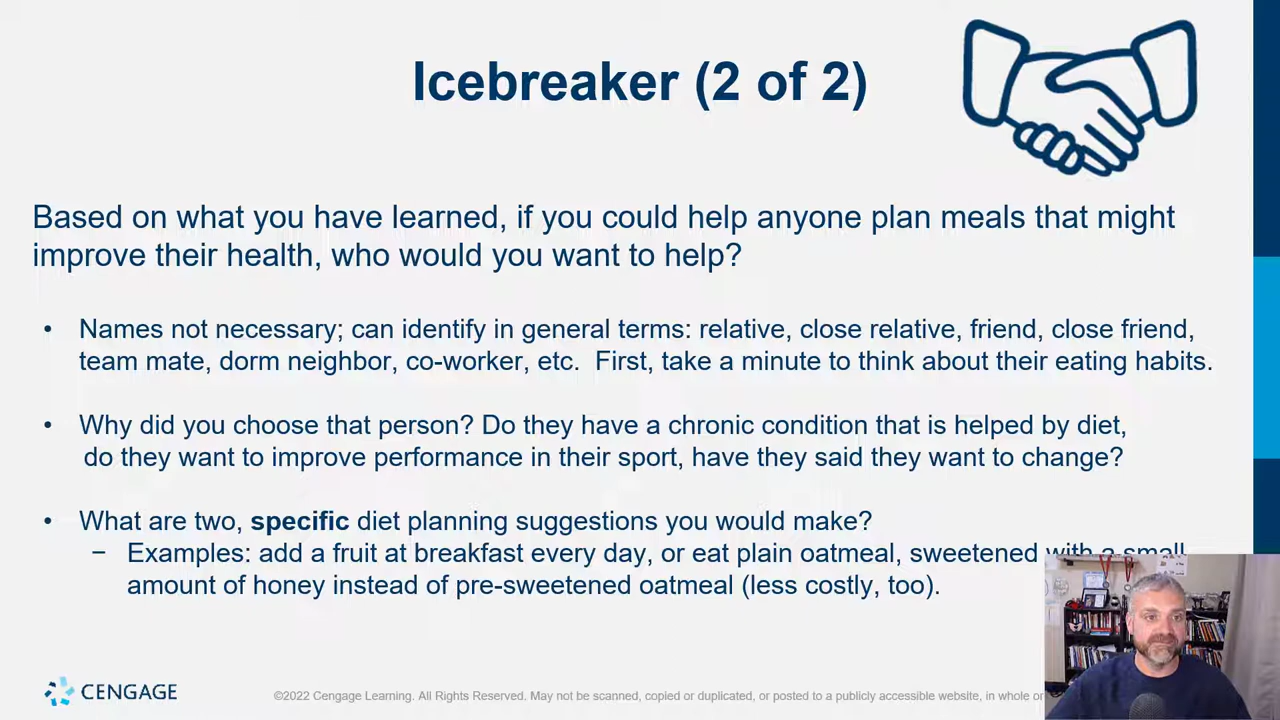 Icebreaker (2 of 2)
Based on what you have learned, if you could help anyone plan meals that might
improve their health, who would you want to help?
• Names not necessary; can identify in general terms: relative, close relative, friend, close friend,
team mate, dorm neighbor, co-worker, etc.  First, take a minute to think about their eating habits.
• Why did you choose that person? Do they have a chronic condition that is helped by diet,
do they want to improve performance in their sport, have they said they want to change?
• What are two, specific diet planning suggestions you would make?
− Examples: add a fruit at breakfast every day, or eat plain oatmeal, sweetened with a small
amount of honey instead of pre-sweetened oatmeal (less costly, too).
CENGAGE
©2022 Cengage Learning. All Rights Reserved. May not be scanned, copied or duplicated, or posted to a publicly accessible website, in whole or